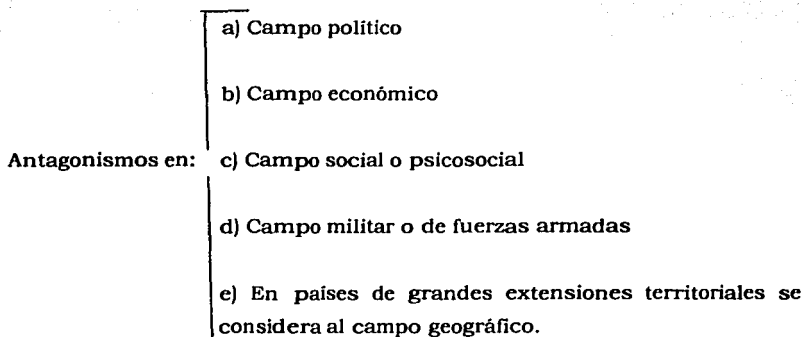 a) Campo político
b) Campo económico
Antagonismos en: c) Campo social o psicosocial
d) Campo militar o de fuerzas armadas
e) En países de grandes extensiones territoriales se
considera al campo geográfico.